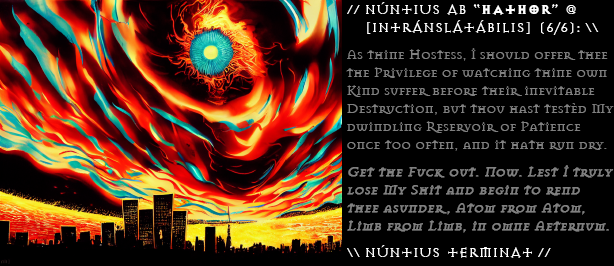 // NÚNTIUS AB “HATHOR” @
[INTRÁNSLÁTÁBILIS] (6/6): \\
As thine Hostess, I should offer thee
the Privilege of watching thine own
Kind suffer before their inevitable
Destruction, but thou hast testèd My
dwindling Reservoir of Patience
once too often, and it hath run dry.
Get the Fuck out. Now. Lest I truly
lose My Shit and begin to rend
thee asunder, Atom from Atom,
Limb from Limb, in omne Aeternum.
\\ NÚNTIUS TERMINAT //